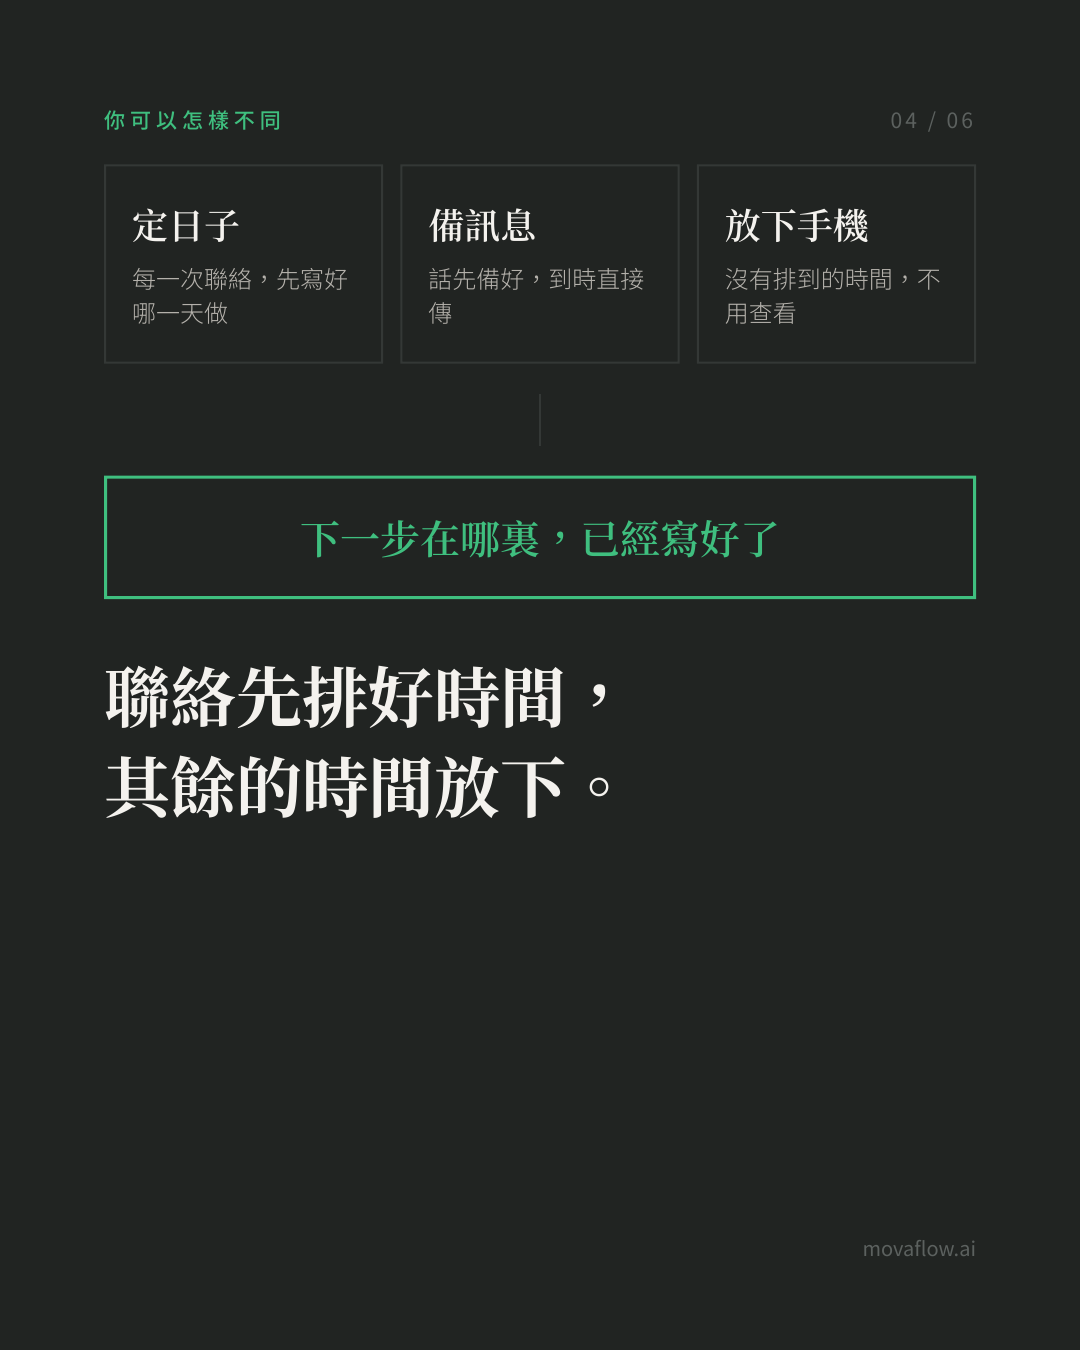 你可以怎樣不同
04 / 06
定日子
每一次聯絡，先寫好
哪一天做
備訊息
話先備好，到時直接
傳
放下手機
沒有排到的時間，不
用查看
下一步在哪裏，已經寫好了
聯絡先排好時間，
其餘的時間放下。
movaflow.ai